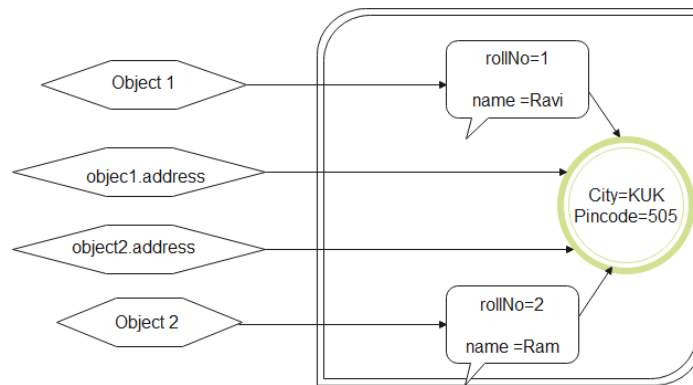 Object 1
rollNo=1
name =Ravi
objec1.address
City=KUK
Pincode=505
object2.address
Object 2
rollNo=2
name =Ram